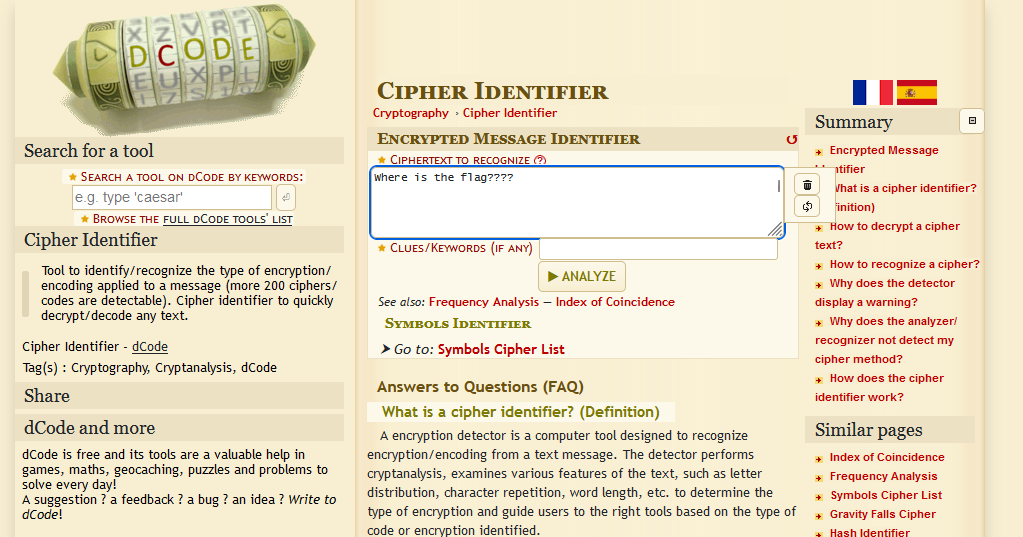 DCODE
Search for a tool
★ Search a tool on dCode by keywords:
e.g. type 'caesar'
★ Browse the full dCode tools' list
Cipher Identifier
Tool to identify/recognize the type of encryption/
encoding applied to a message (more 200 ciphers/
codes are detectable). Cipher identifier to quickly
decrypt/decode any text.
Cipher Identifier - dCode
Tag(s) : Cryptography, Cryptanalysis, dCode
Share
dCode and more
dCode is free and its tools are a valuable help in
games, maths, geocaching, puzzles and problems to
solve every day!
A suggestion ? a feedback ? a bug ? an idea ? Write to
dCode!
Cipher Identifier
Cryptography › Cipher Identifier
Encrypted Message Identifier
★ Ciphertext to recognize (?)
Where is the flag????
★ Clues/Keywords (if any)
▶ ANALYZE
See also: Frequency Analysis — Index of Coincidence
Symbols Identifier
➤ Go to: Symbols Cipher List
Answers to Questions (FAQ)
What is a cipher identifier? (Definition)
A encryption detector is a computer tool designed to recognize
encryption/encoding from a text message. The detector performs
cryptanalysis, examines various features of the text, such as letter
distribution, character repetition, word length, etc. to determine the
type of encryption and guide users to the right tools based on the type of
code or encryption identified.
Summary
Encrypted Message
Identifier
What is a cipher identifier?
(Definition)
How to decrypt a cipher
text?
How to recognize a cipher?
Why does the detector
display a warning?
Why does the analyzer/
recognizer not detect my
cipher method?
How does the cipher
identifier work?
Similar pages
Index of Coincidence
Frequency Analysis
Symbols Cipher List
Gravity Falls Cipher
Hash Identifier